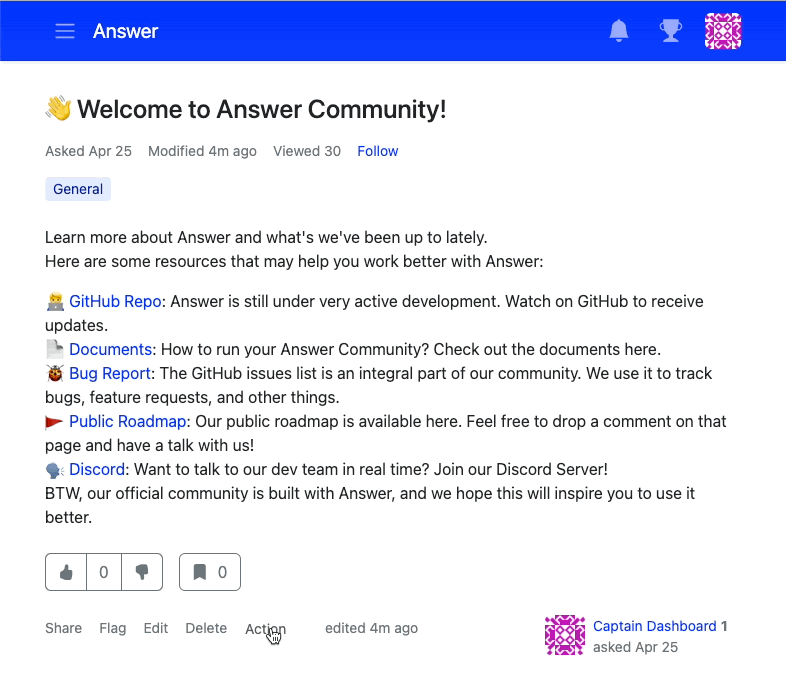 Answer
👋 Welcome to Answer Community!
Asked Apr 25 Modified 4m ago Viewed 30 Follow
General
Learn more about Answer and what's we've been up to lately.
Here are some resources that may help you work better with Answer:
🧑‍💻 GitHub Repo: Answer is still under very active development. Watch on GitHub to receive
updates.
📄 Documents: How to run your Answer Community? Check out the documents here.
🐞 Bug Report: The GitHub issues list is an integral part of our community. We use it to track
bugs, feature requests, and other things.
🚩 Public Roadmap: Our public roadmap is available here. Feel free to drop a comment on that
page and have a talk with us!
🗣️ Discord: Want to talk to our dev team in real time? Join our Discord Server!
BTW, our official community is built with Answer, and we hope this will inspire you to use it
better.
0 0
Share Flag Edit Delete Action edited 4m ago Captain Dashboard 1
asked Apr 25